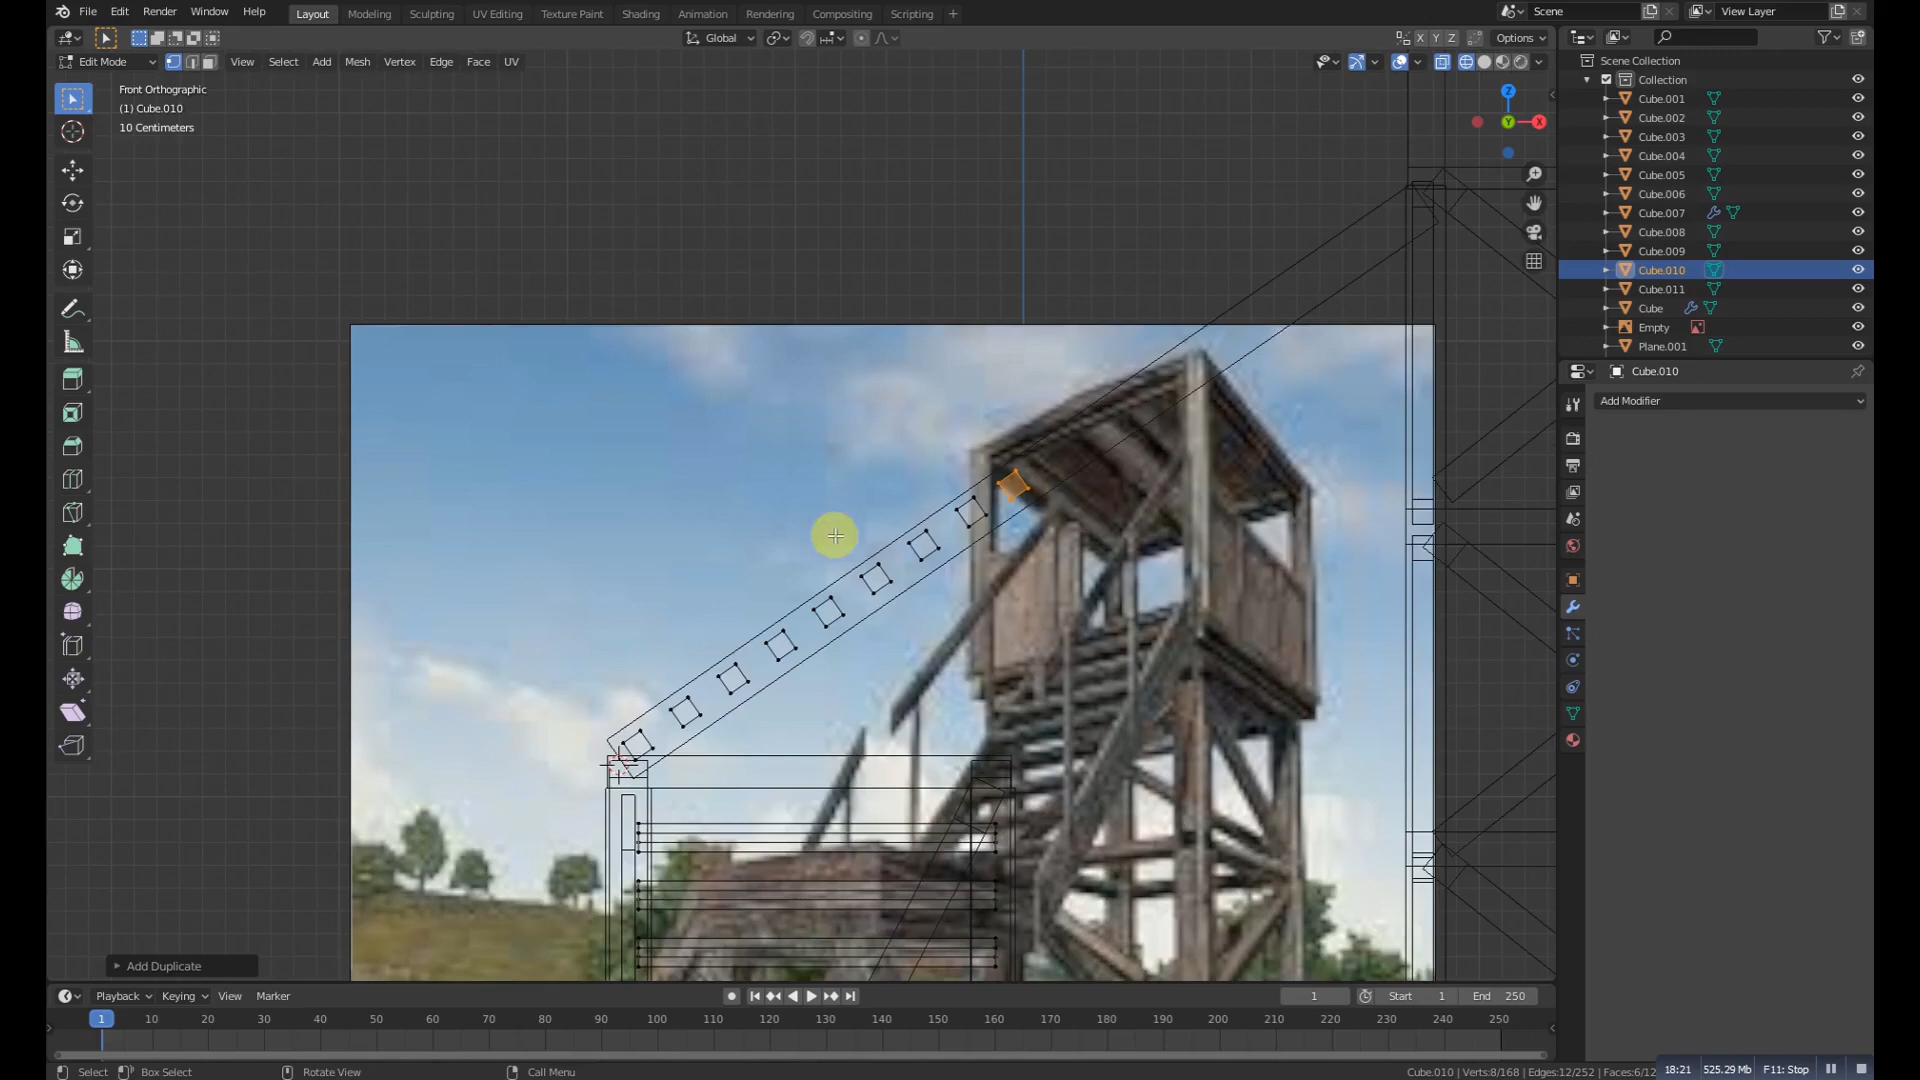 File Edit Render Window Help
Layout Modeling Sculpting UV Editing Texture Paint Shading Animation Rendering Compositing Scripting +
Scene
View Layer
Global
X Y Z
Options
Edit Mode
View Select Add Mesh Vertex Edge Face UV
Front Orthographic
(1) Cube.010
10 Centimeters
Z
Y
X
Scene Collection
Collection
Cube.001
Cube.002
Cube.003
Cube.004
Cube.005
Cube.006
Cube.007
Cube.008
Cube.009
Cube.010
Cube.011
Cube
Empty
Plane.001
Cube.010
Add Modifier
Add Duplicate
Playback Keying View Marker
1
Start 1
End 250
1 10 20 30 40 50 60 70 80 90 100 110 120 130 140 150 160 170 180 190 200 210 220 230 240 250
Select Box Select Rotate View Call Menu
Cube.010 | Verts:8/168 | Edges:12/252 | Faces:6/12
18:21 525.29 Mb F11: Stop